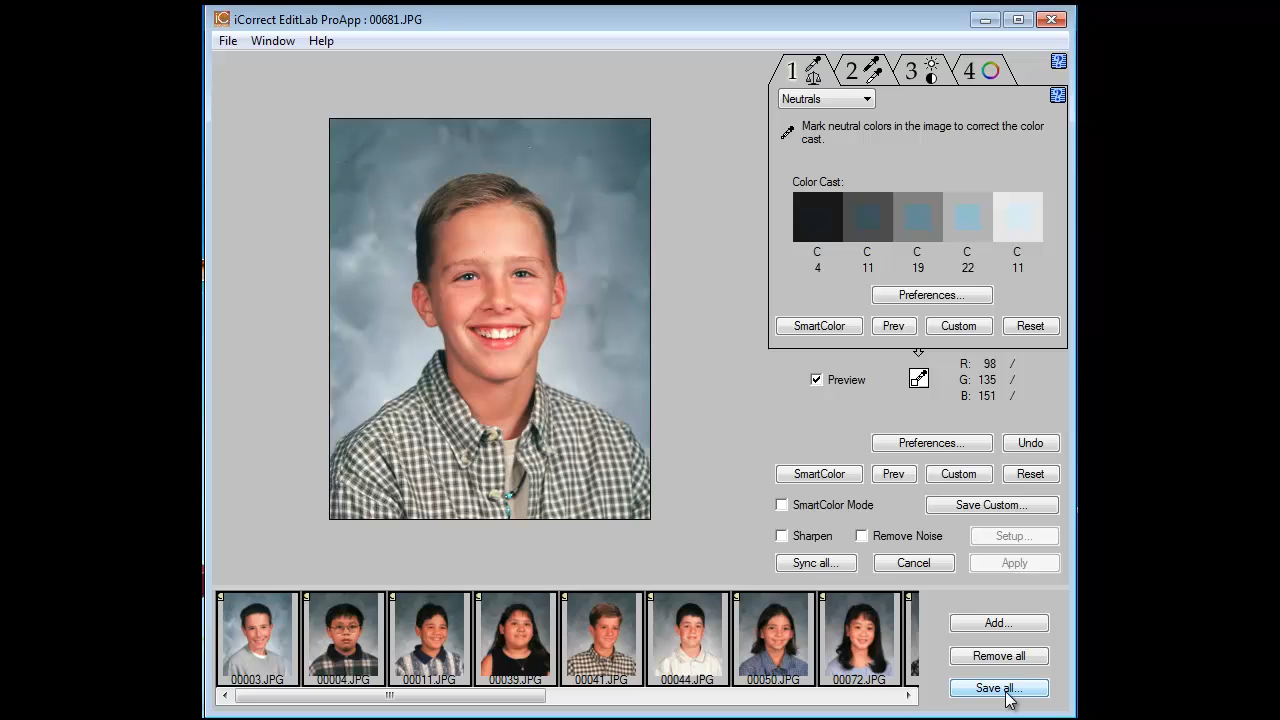 iCorrect EditLab ProApp : 00681.JPG
File Window Help
1 2 3 4
Neutrals
Mark neutral colors in the image to correct the color
cast.
Color Cast:
C C C C C
4 11 19 22 11
Preferences...
SmartColor Prev Custom Reset
R: 98 /
Preview G: 135 /
B: 151 /
Preferences... Undo
SmartColor Prev Custom Reset
SmartColor Mode Save Custom...
Sharpen Remove Noise Setup...
Sync all... Cancel Apply
Add...
Remove all
00003.JPG 00004.JPG 00011.JPG 00039.JPG 00041.JPG 00044.JPG 00050.JPG 00072.JPG
Save all...